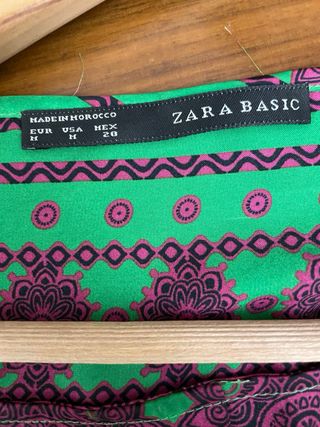 MADE IN MOROCCO
EUR USA MEX
M M 28
ZARA BASIC